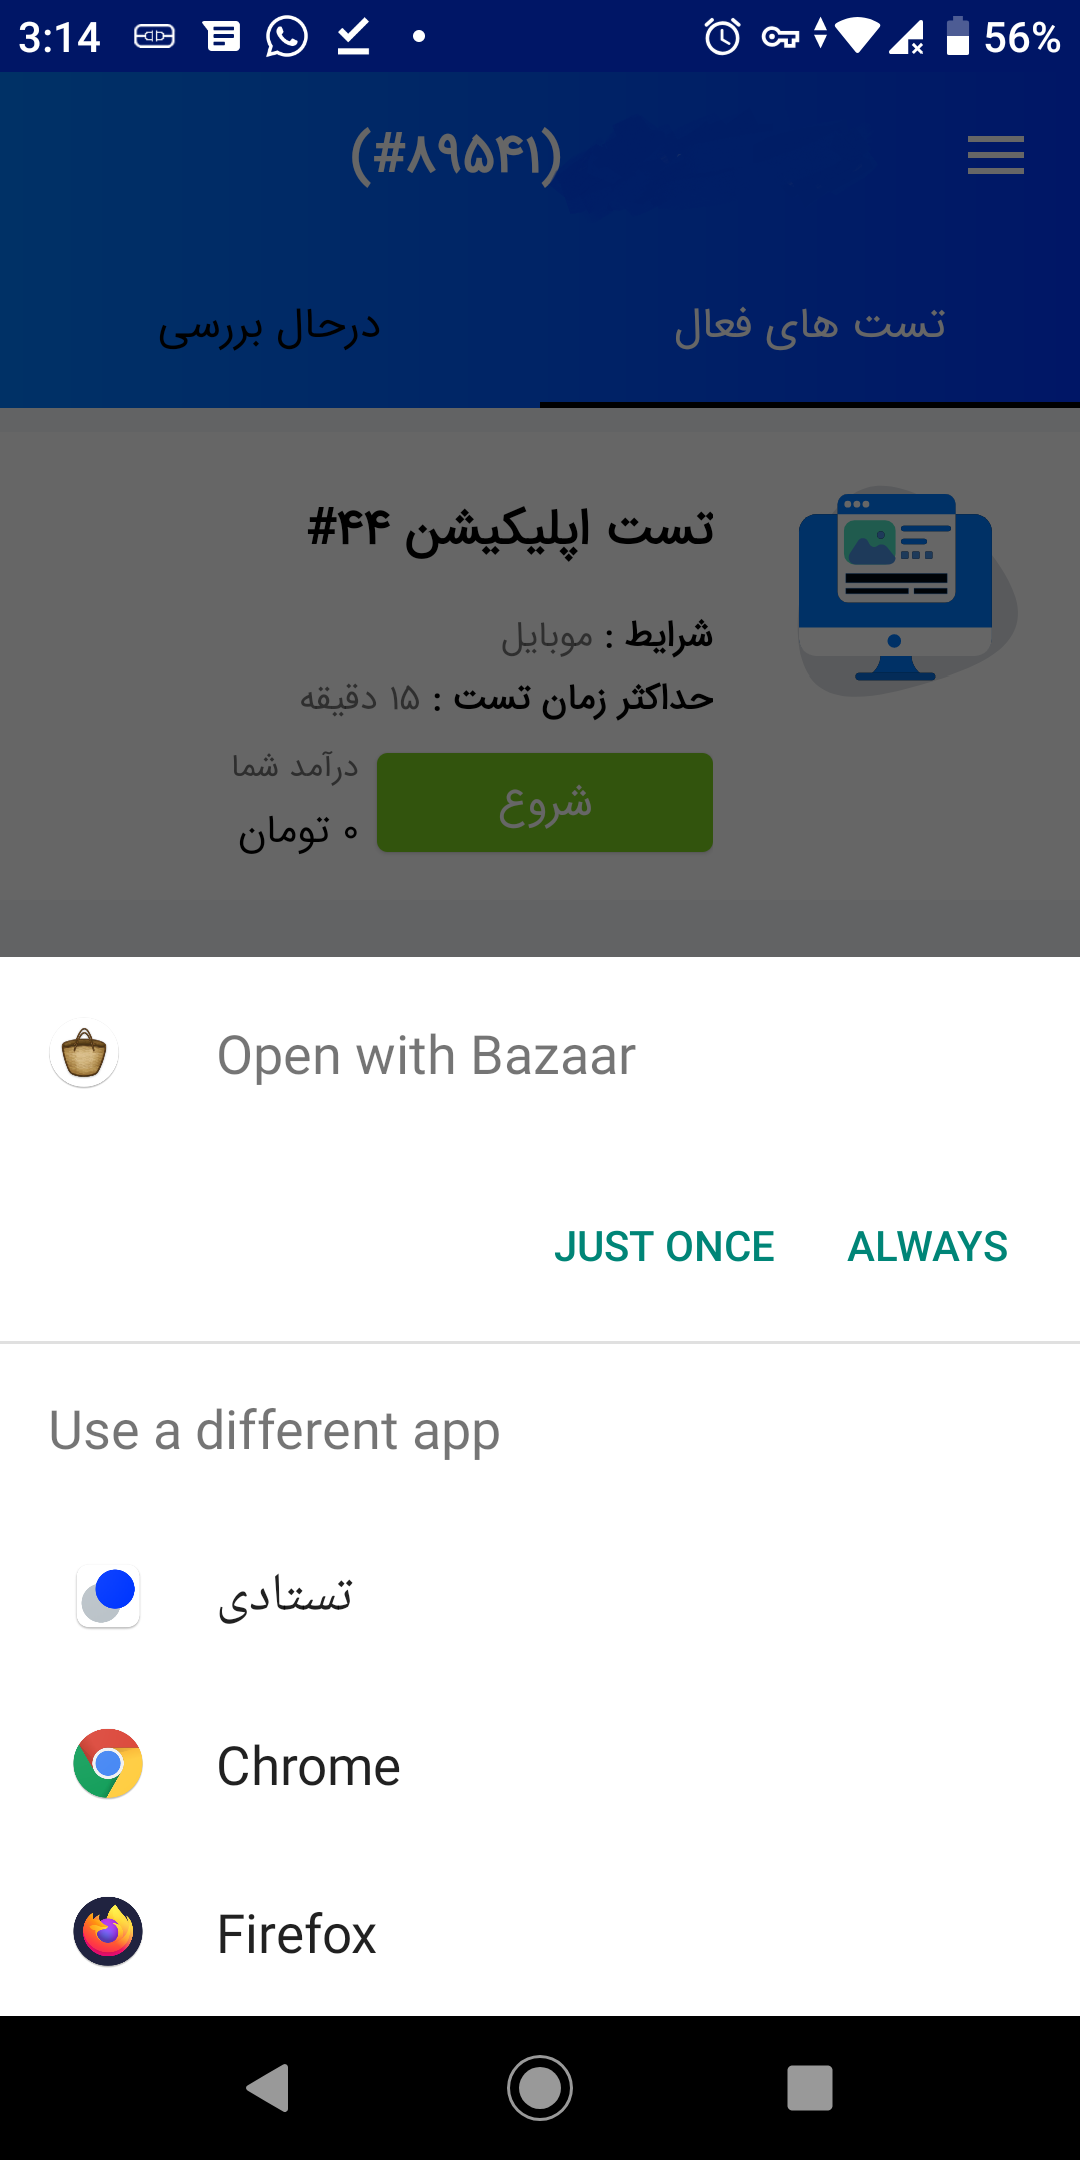 3:14 56%
(#۸۹۵۴۱)
تست های فعال
درحال بررسی
تست اپلیکیشن ۴۴#
شرایط : موبایل
حداکثر زمان تست : ۱۵ دقیقه
شروع
درآمد شما
۰ تومان
Open with Bazaar
JUST ONCE ALWAYS
Use a different app
تستادی
Chrome
Firefox